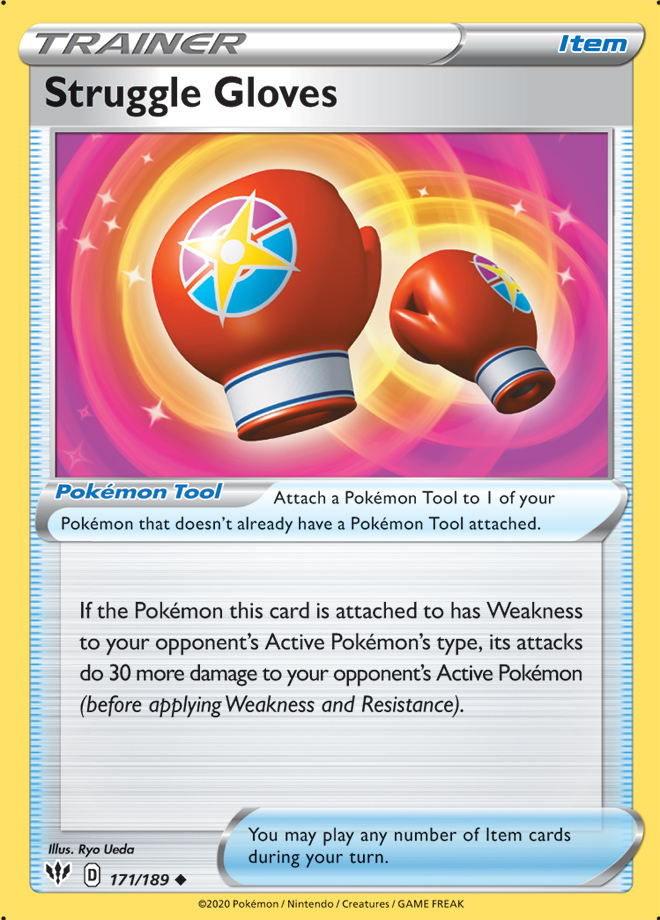 TRAINER Item
Struggle Gloves
Pokémon Tool Attach a Pokémon Tool to 1 of your
Pokémon that doesn't already have a Pokémon Tool attached.
If the Pokémon this card is attached to has Weakness
to your opponent's Active Pokémon's type, its attacks
do 30 more damage to your opponent's Active Pokémon
(before applying Weakness and Resistance).
You may play any number of Item cards
during your turn.
Illus. Ryo Ueda
D 171/189
©2020 Pokémon / Nintendo / Creatures / GAME FREAK